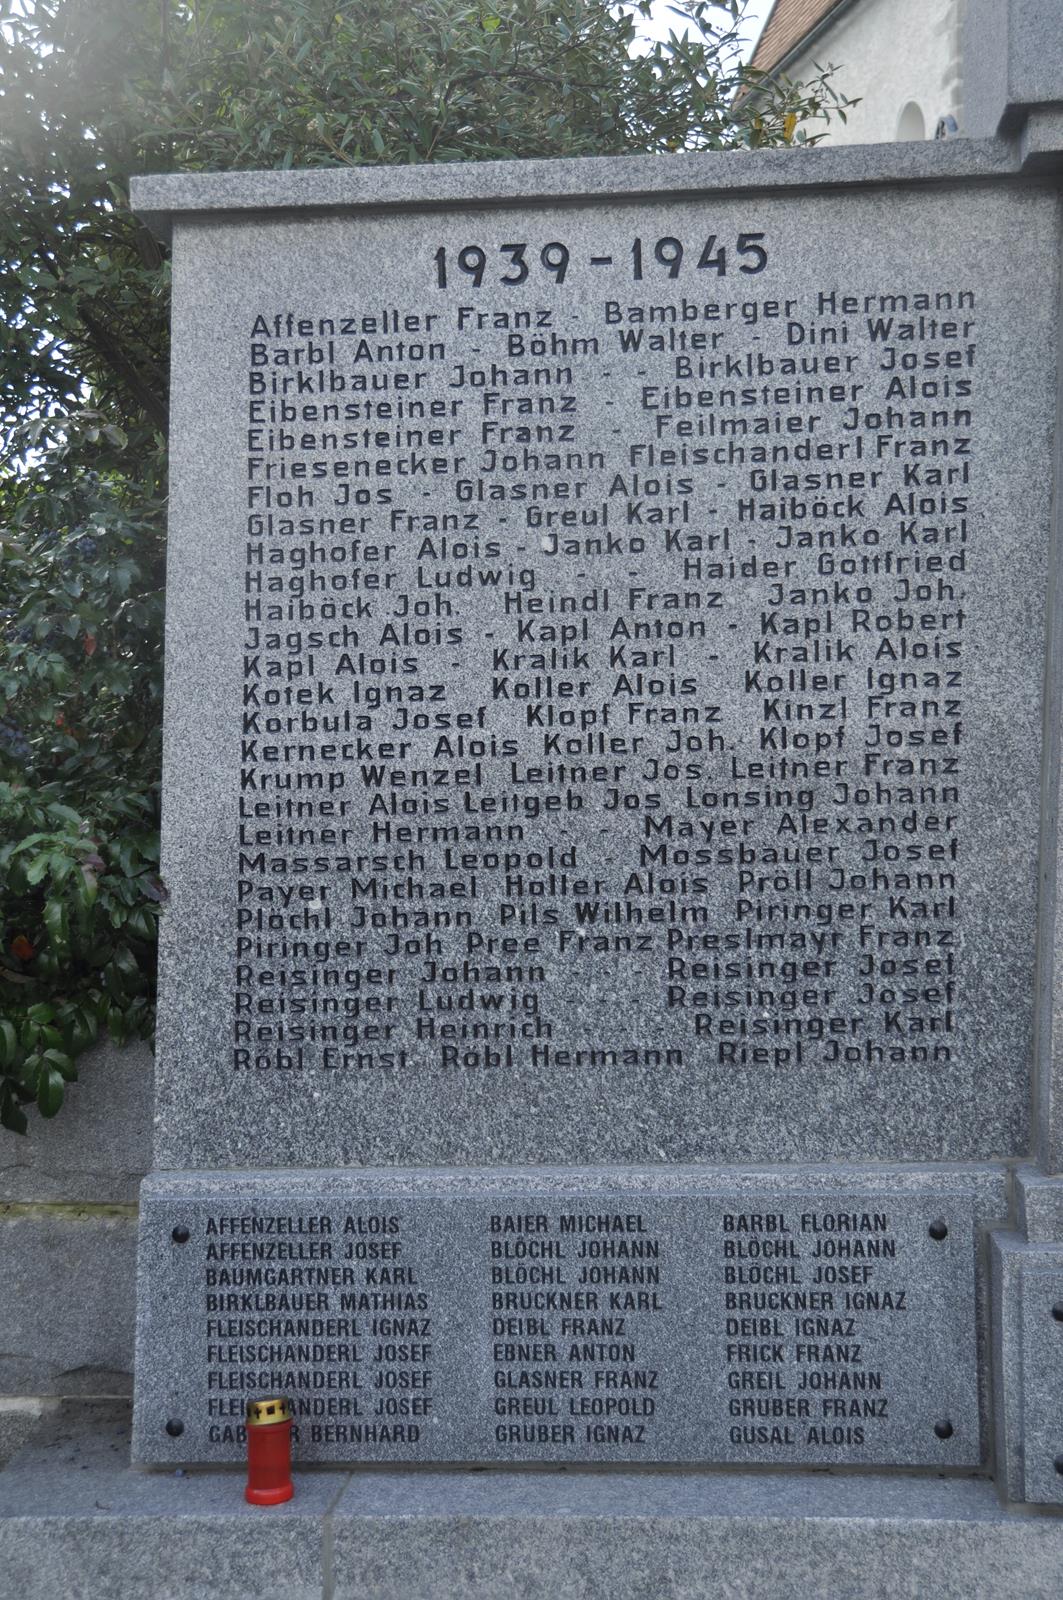 1939-1945
Affenzeller Franz - Bamberger Hermann
Barbl Anton - Böhm Walter - Dini Walter
Birklbauer Johann - - Birklbauer Josef
Eibensteiner Franz - Eibensteiner Alois
Eibensteiner Franz - Feilmaier Johann
Friesenecker Johann Fleischanderl Franz
Floh Jos - Glasner Alois - Glasner Karl
Glasner Franz - Greul Karl - Haiböck Alois
Haghofer Alois - Janko Karl - Janko Karl
Haghofer Ludwig - - Haider Gottfried
Haiböck Joh. Heindl Franz Janko Joh.
Jagsch Alois - Kapl Anton - Kapl Robert
Kapl Alois - Kralik Karl - Kralik Alois
Kotek Ignaz Koller Alois Koller Ignaz
Korbula Josef Klopf Franz Kinzl Franz
Kernecker Alois Koller Joh. Klopf Josef
Krump Wenzel Leitner Jos. Leitner Franz
Leitner Alois Leitgeb Jos Lonsing Johann
Leitner Hermann - - Mayer Alexander
Massarsch Leopold - Mossbauer Josef
Payer Michael Holler Alois Pröll Johann
Plöchl Johann Pils Wilhelm Piringer Karl
Piringer Joh Pree Franz Preslmayr Franz
Reisinger Johann - - - Reisinger Josef
Reisinger Ludwig - - - Reisinger Josef
Reisinger Heinrich - - - Reisinger Karl
Röbl Ernst Röbl Hermann Riepl Johann
AFFENZELLER ALOIS BAIER MICHAEL BARBL FLORIAN
AFFENZELLER JOSEF BLÖCHL JOHANN BLÖCHL JOHANN
BAUMGARTNER KARL BLÖCHL JOHANN BLÖCHL JOSEF
BIRKLBAUER MATHIAS BRUCKNER KARL BRUCKNER IGNAZ
FLEISCHANDERL IGNAZ DEIBL FRANZ DEIBL IGNAZ
FLEISCHANDERL JOSEF EBNER ANTON FRICK FRANZ
FLEISCHANDERL JOSEF GLASNER FRANZ GREIL JOHANN
JOSEF GREUL LEOPOLD GRUBER FRANZ
BERNHARD GRUBER IGNAZ GUSAL ALOIS